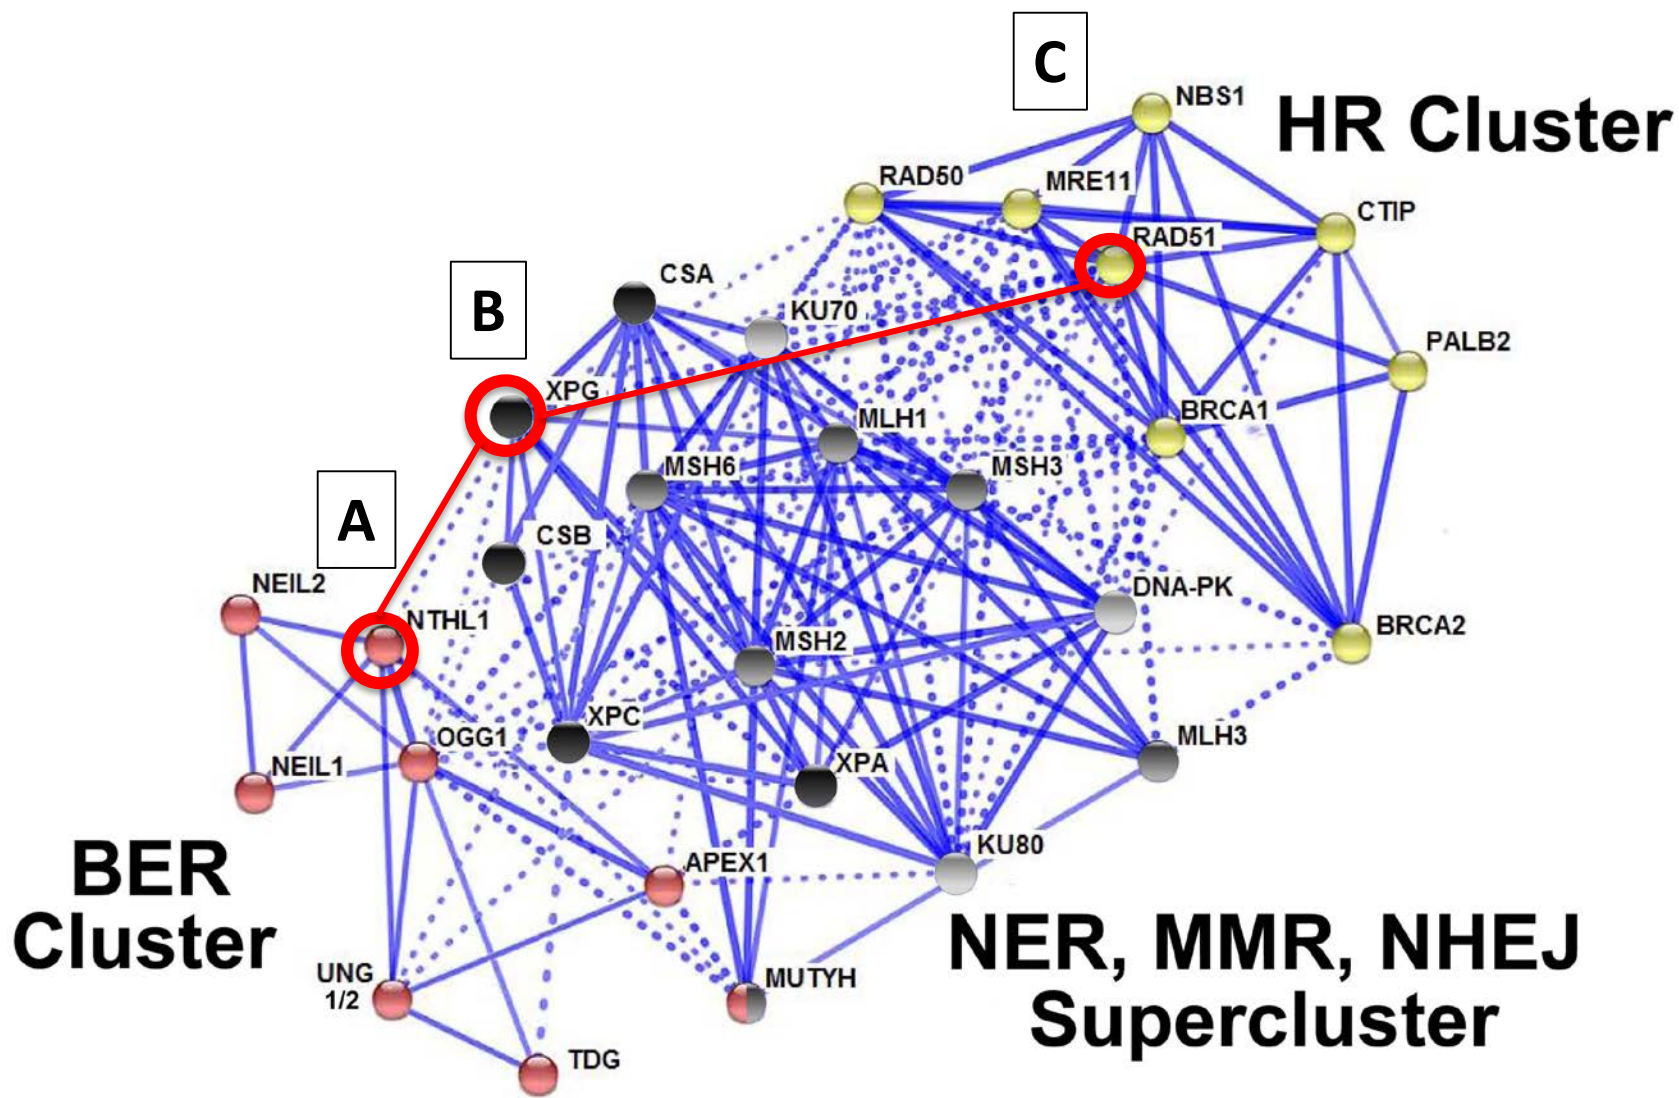 C
NBS1
HR Cluster
RAD50
MRE11
CTIP
RAD51
CSA
B
KU70
PALB2
XPG
MLH1
BRCA1
MSH6
MSH3
A
CSB
NEIL2
DNA-PK
NTHL1
BRCA2
MSH2
XPC
OGG1
MLH3
NEIL1
XPA
KU80
BER
Cluster
APEX1
NER, MMR, NHEJ
Supercluster
UNG
1/2
MUTYH
TDG